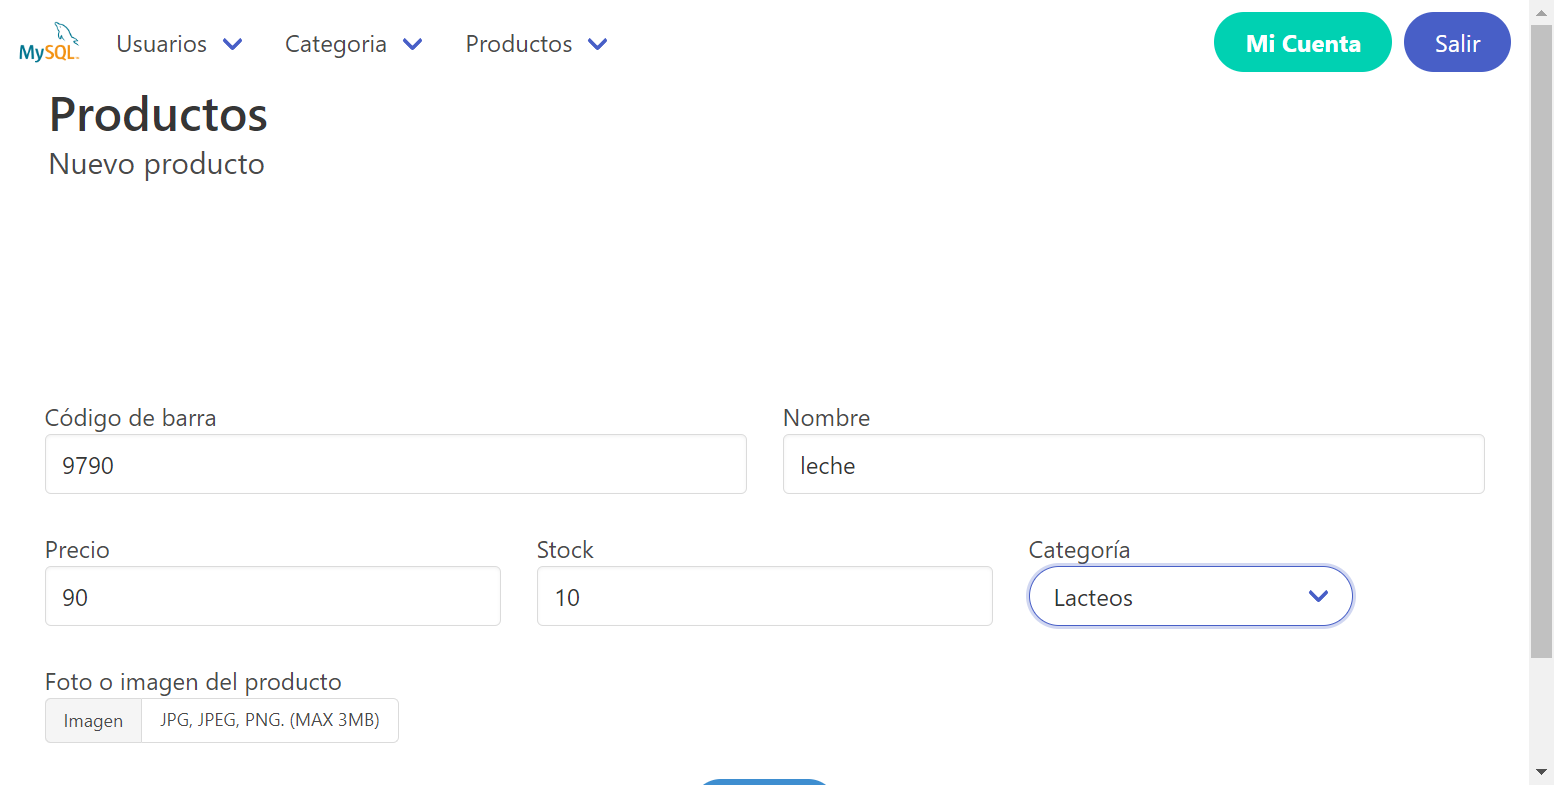 MySQL. Usuarios Categoria Productos Mi Cuenta Salir
Productos
Nuevo producto
Código de barra Nombre
9790 leche
Precio Stock Categoría
90 10 Lacteos
Foto o imagen del producto
Imagen JPG, JPEG, PNG. (MAX 3MB)